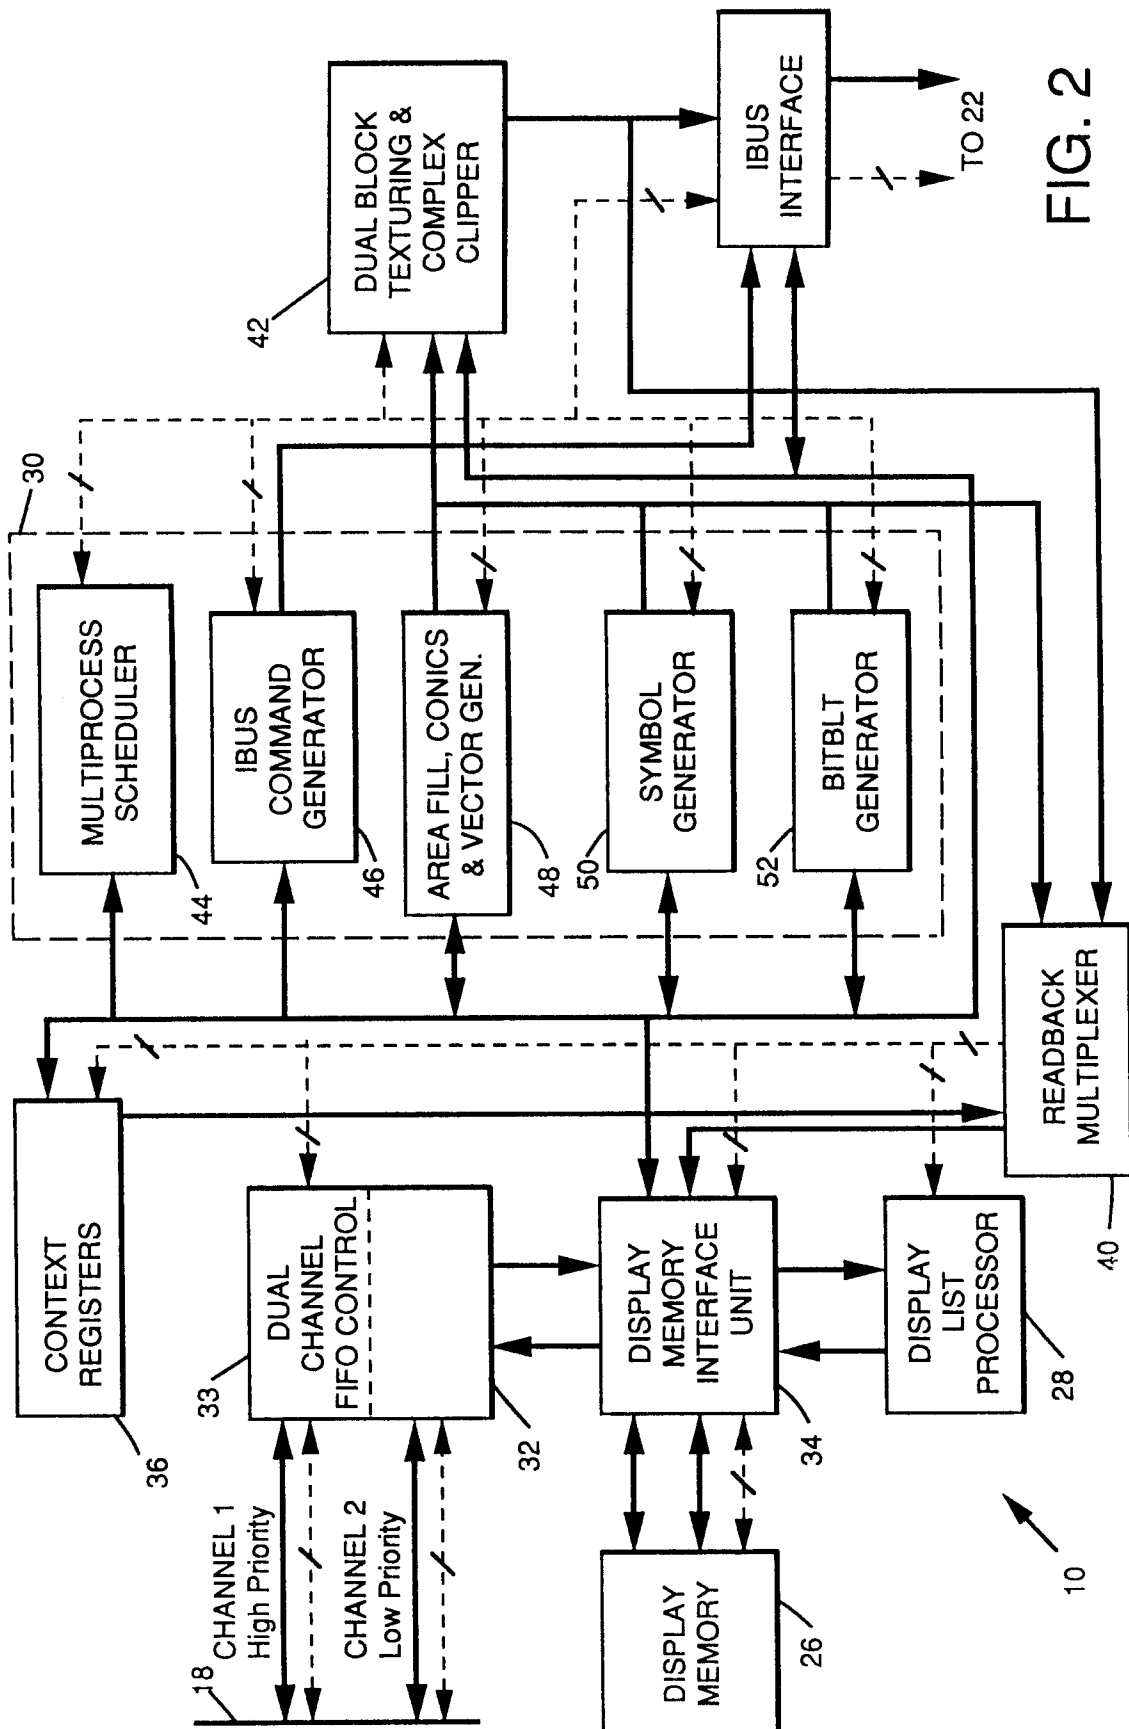 18
CHANNEL 1
High Priority
CHANNEL 2
Low Priority
36
CONTEXT
REGISTERS
33
DUAL
CHANNEL
FIFO CONTROL
32
DISPLAY
MEMORY
26
DISPLAY
MEMORY
INTERFACE
UNIT
34
DISPLAY
LIST
PROCESSOR
28
10
30
MULTIPROCESS
SCHEDULER
44
IBUS
COMMAND
GENERATOR
46
AREA FILL, CONICS
& VECTOR GEN.
48
SYMBOL
GENERATOR
50
BITBLT
GENERATOR
52
READBACK
MULTIPLEXER
40
42
DUAL BLOCK
TEXTURING &
COMPLEX
CLIPPER
IBUS
INTERFACE
TO 22
FIG. 2